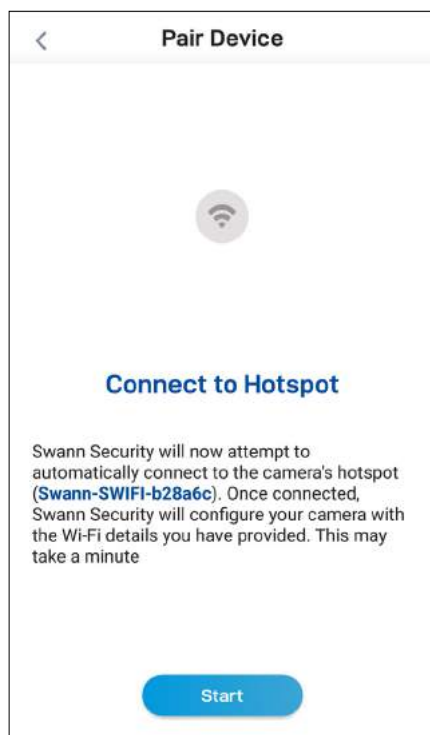 Pair Device
Connect to Hotspot
Swann Security will now attempt to
automatically connect to the camera's hotspot
(Swann-SWIFI-b28a6c). Once connected,
Swann Security will configure your camera with
the Wi-Fi details you have provided. This may
take a minute
Start